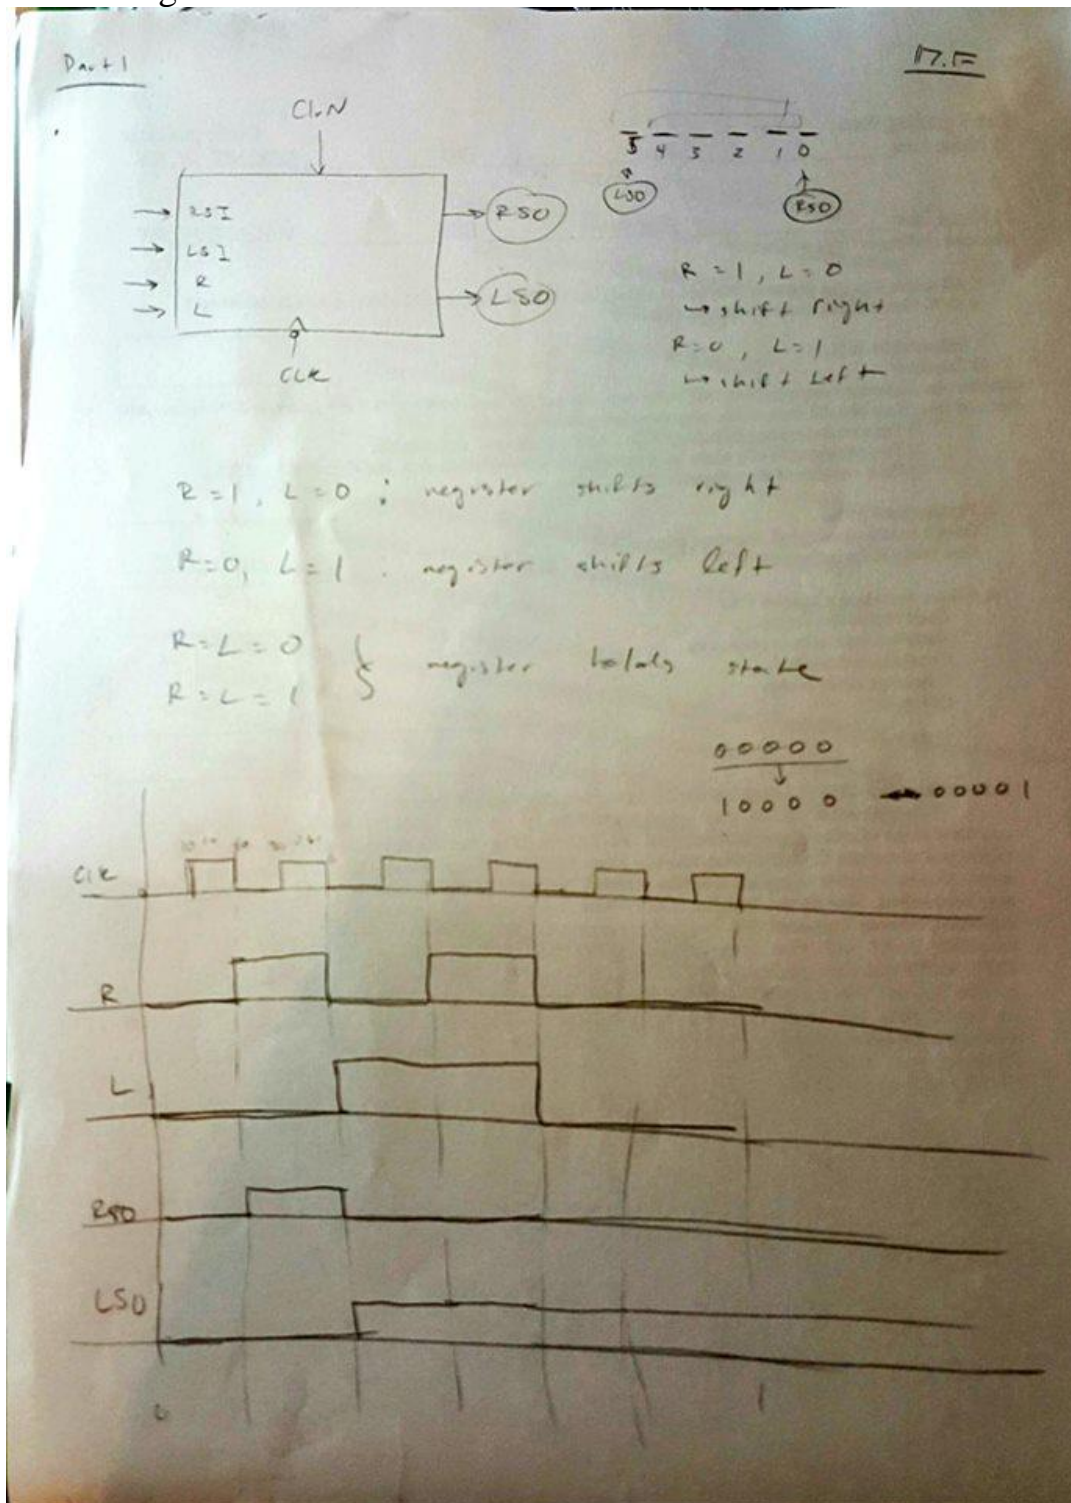 Part 1
M.F
ClrN
RSI
LSI
R
L
CLK
RSO
LSO
5 4 3 2 1 0
LSO
RSO
R = 1, L = 0
↳ shift right
R = 0, L = 1
↳ shift Left
R = 1, L = 0 : register shifts right
R = 0, L = 1 : register shifts left
R = L = 0
R = L = 1 } register holds state
00000
↓
10000 ← 00001
Clk
R
L
RSO
LSO